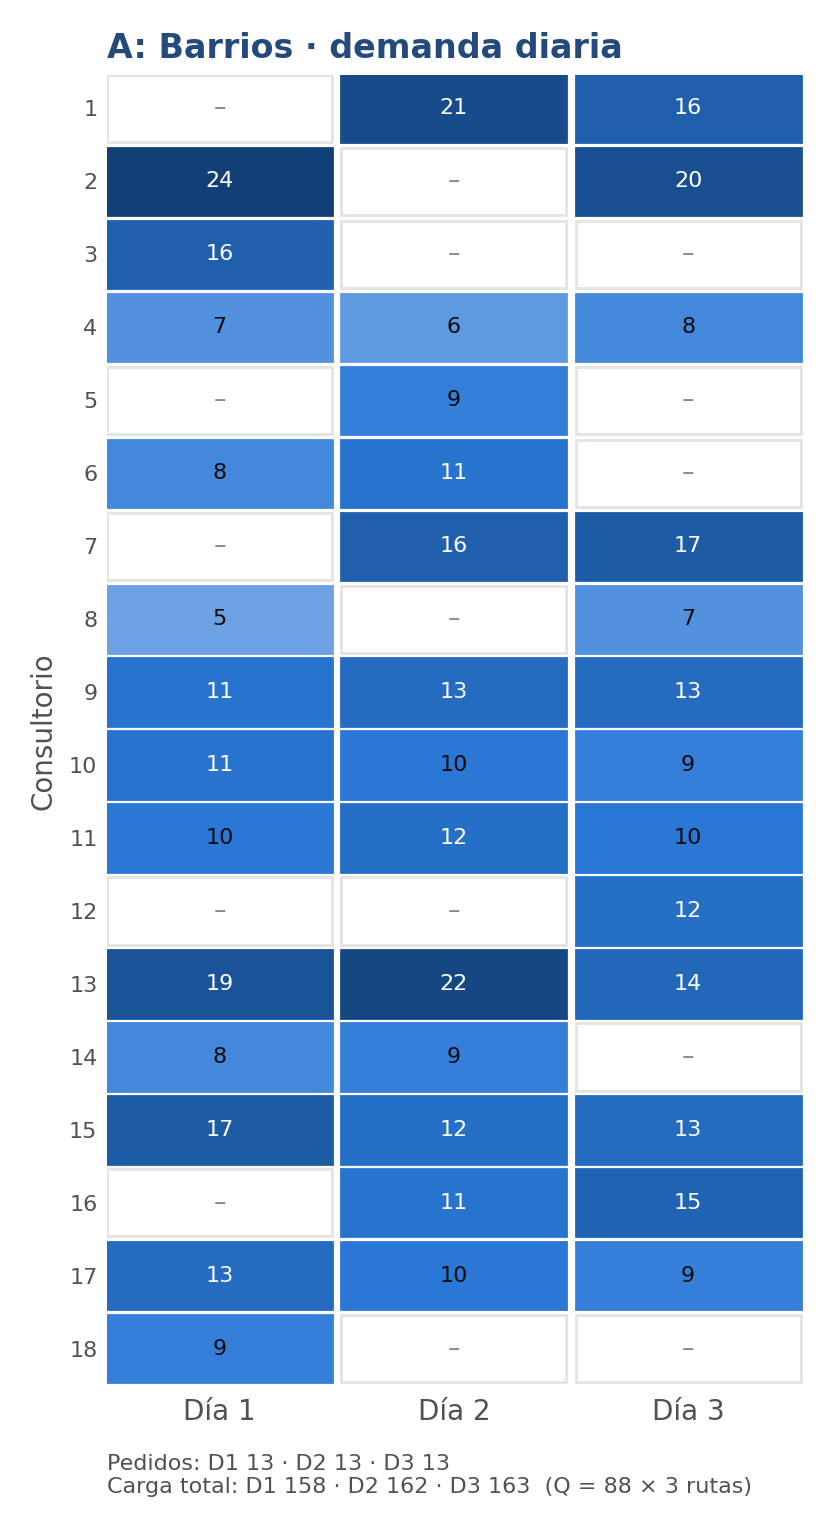 A: Barrios · demanda diaria
1 – 21 16
2 24 – 20
3 16 – –
4 7 6 8
5 – 9 –
6 8 11 –
7 – 16 17
8 5 – 7
9 11 13 13
10 11 10 9
11 10 12 10
12 – – 12
13 19 22 14
14 8 9 –
15 17 12 13
16 – 11 15
17 13 10 9
18 9 – –
Consultorio
Día 1 Día 2 Día 3
Pedidos: D1 13 · D2 13 · D3 13
Carga total: D1 158 · D2 162 · D3 163 (Q = 88 × 3 rutas)